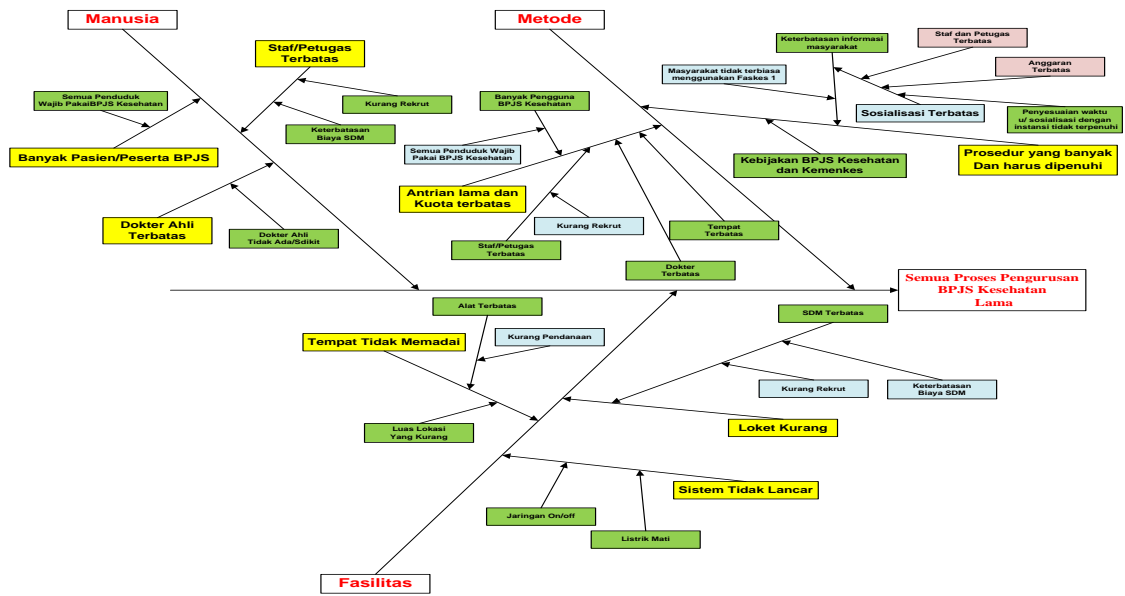 Manusia
Metode
Staf/Petugas
Terbatas
Semua Penduduk
Wajib PakaiBPJS Kesehatan
Kurang Rekrut
Keterbatasan
Biaya SDM
Banyak Pasien/Peserta BPJS
Dokter Ahli
Terbatas
Dokter Ahli
Tidak Ada/Sdikit
Keterbatasan informasi
masyarakat
Staf dan Petugas
Terbatas
Anggaran
Terbatas
Masyarakat tidak terbiasa
menggunakan Faskes 1
Banyak Pengguna
BPJS Kesehatan
Sosialisasi Terbatas
Penyesuaian waktu
u/ sosialisasi dengan
instansi tidak terpenuhi
Semua Penduduk Wajib
Pakai BPJS Kesehatan
Kebijakan BPJS Kesehatan
dan Kemenkes
Prosedur yang banyak
Dan harus dipenuhi
Antrian lama dan
Kuota terbatas
Kurang Rekrut
Tempat
Terbatas
Staf/Petugas
Terbatas
Dokter
Terbatas
Semua Proses Pengurusan
BPJS Kesehatan
Lama
Alat Terbatas
SDM Terbatas
Tempat Tidak Memadai
Kurang Pendanaan
Kurang Rekrut
Keterbatasan
Biaya SDM
Luas Lokasi
Yang Kurang
Loket Kurang
Sistem Tidak Lancar
Jaringan On/off
Listrik Mati
Fasilitas